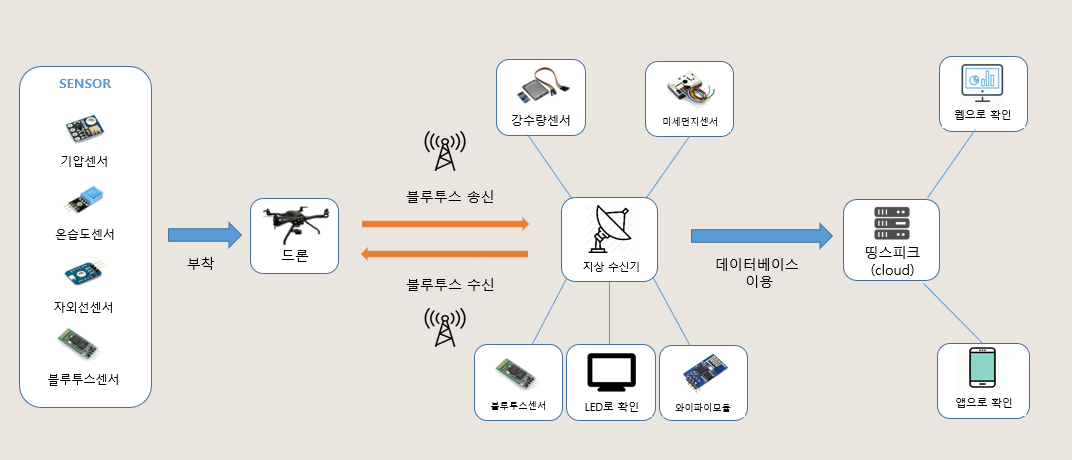 SENSOR
기압센서
온습도센서
자외선센서
블루투스센서
부착
드론
블루투스 송신
블루투스 수신
강수량센서
미세먼지센서
지상 수신기
블루투스센서
LED로 확인
와이파이모듈
데이터베이스
이용
띵스피크
(cloud)
웹으로 확인
앱으로 확인